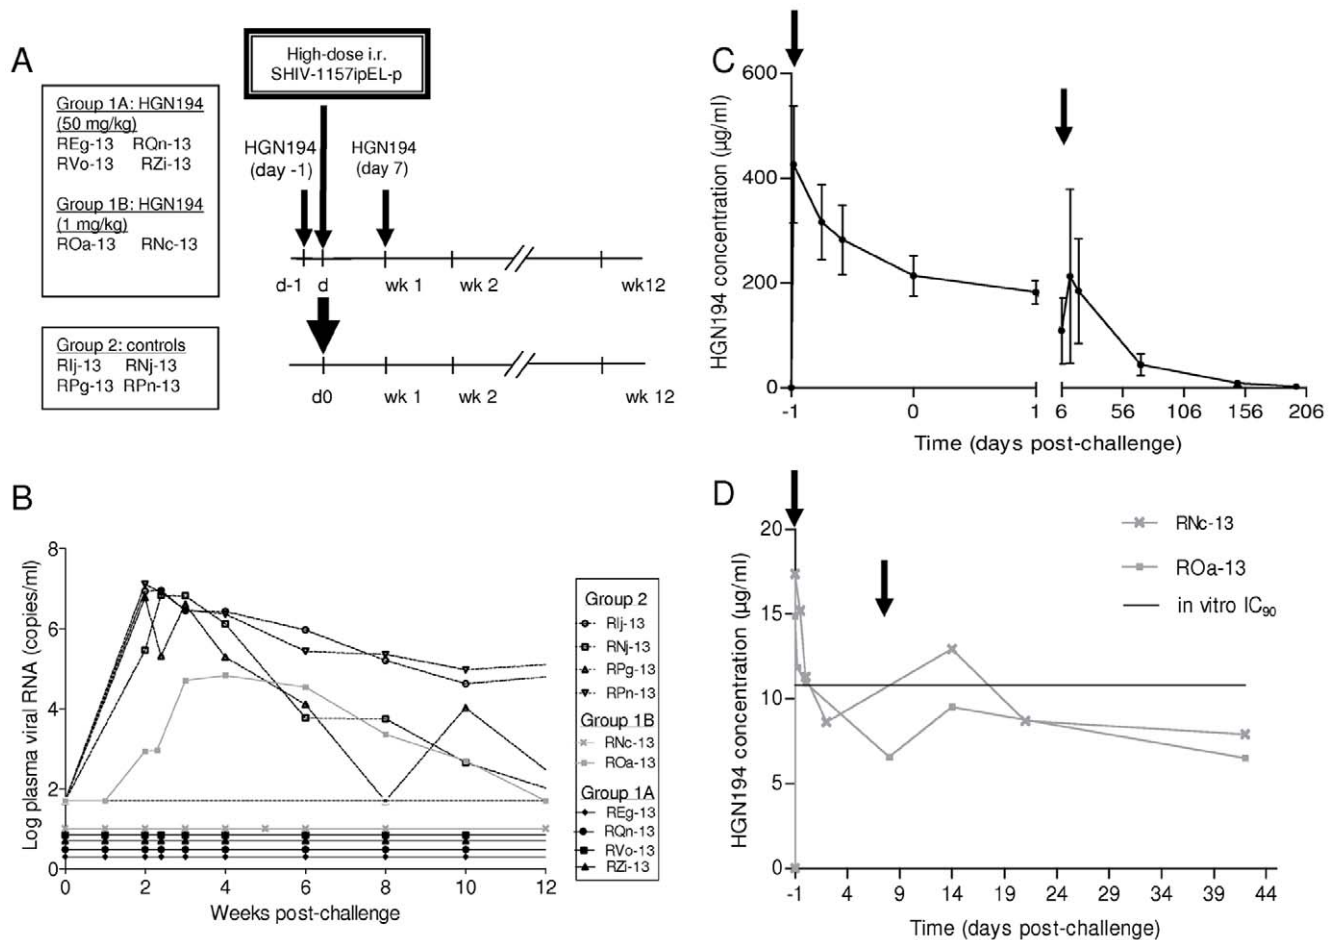 A
High-dose i.r.
SHIV-1157ipEL-p
Group 1A: HGN194
(50 mg/kg)
REg-13 RQn-13
RVo-13 RZi-13
Group 1B: HGN194
(1 mg/kg)
ROa-13 RNc-13
HGN194
(day -1)
HGN194
(day 7)
d-1 d wk 1 wk 2 wk12
Group 2: controls
RIj-13 RNj-13
RPg-13 RPn-13
d0 wk 1 wk 2 wk 12
B
Log plasma viral RNA (copies/ml)
8
6
4
2
0
0 2 4 6 8 10 12
Weeks post-challenge
Group 2
RIj-13
RNj-13
RPg-13
RPn-13
Group 1B
RNc-13
ROa-13
Group 1A
REg-13
RQn-13
RVo-13
RZi-13
C
HGN194 concentration (µg/ml)
600
400
200
0
-1 0 1 6 56 106 156 206
Time (days post-challenge)
D
HGN194 concentration (µg/ml)
20
15
10
5
0
-1 4 9 14 19 24 29 34 39 44
Time (days post-challenge)
RNc-13
ROa-13
in vitro IC90